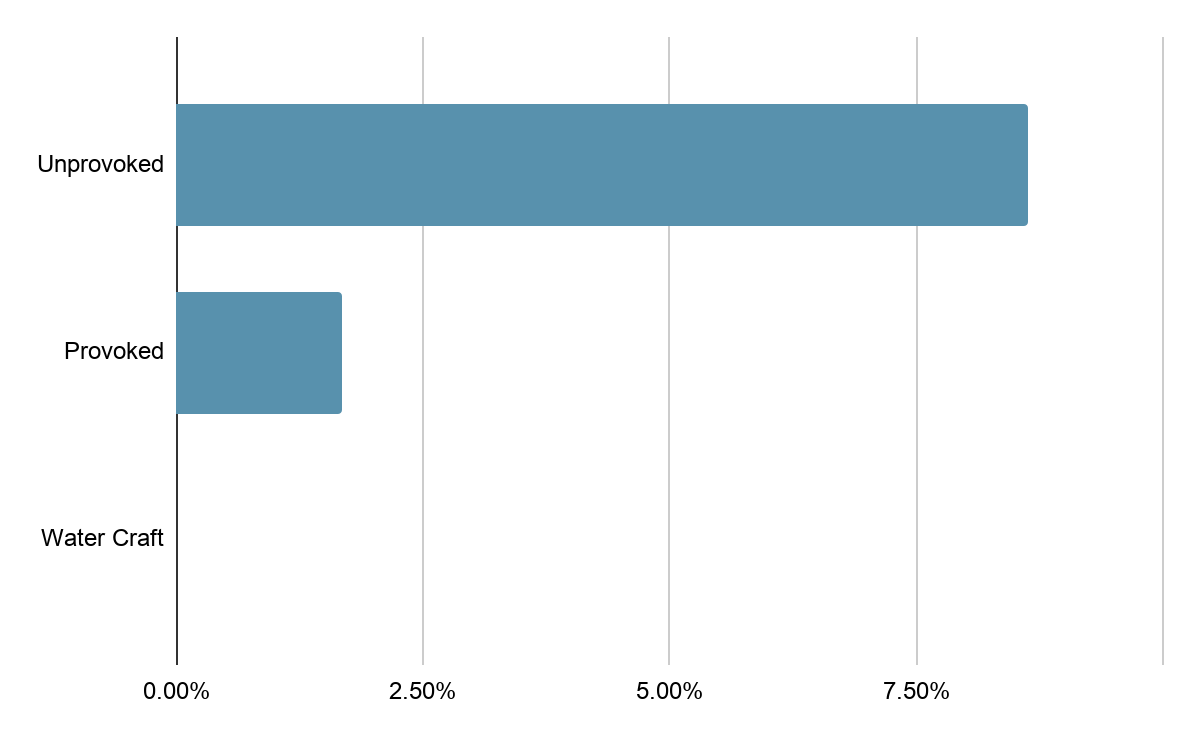 Unprovoked
Provoked
Water Craft
0.00% 2.50% 5.00% 7.50%